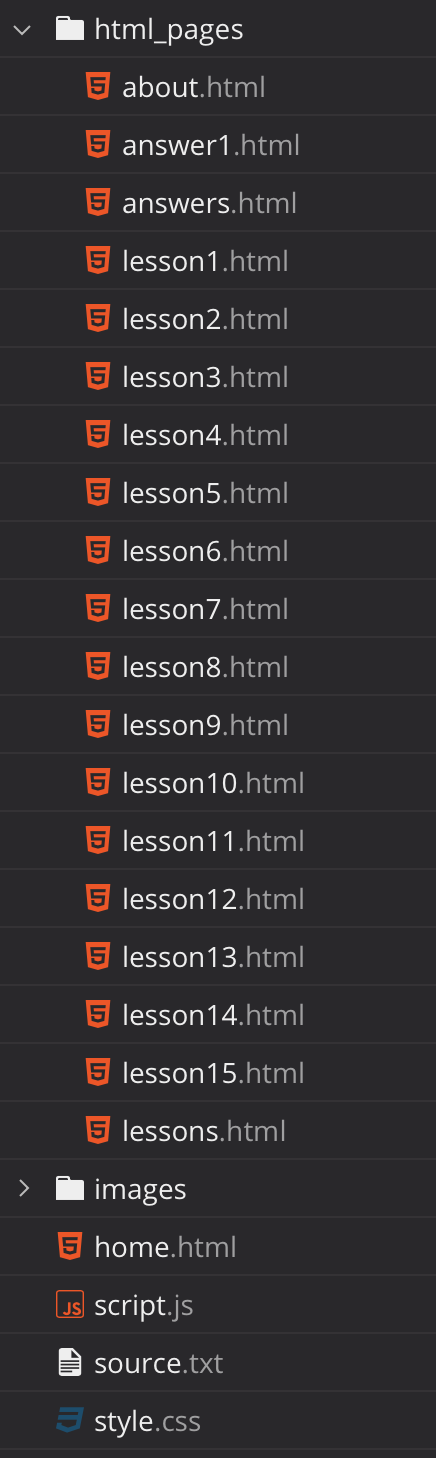 html_pages
about.html
answer1.html
answers.html
lesson1.html
lesson2.html
lesson3.html
lesson4.html
lesson5.html
lesson6.html
lesson7.html
lesson8.html
lesson9.html
lesson10.html
lesson11.html
lesson12.html
lesson13.html
lesson14.html
lesson15.html
lessons.html
images
home.html
JS script.js
source.txt
style.css